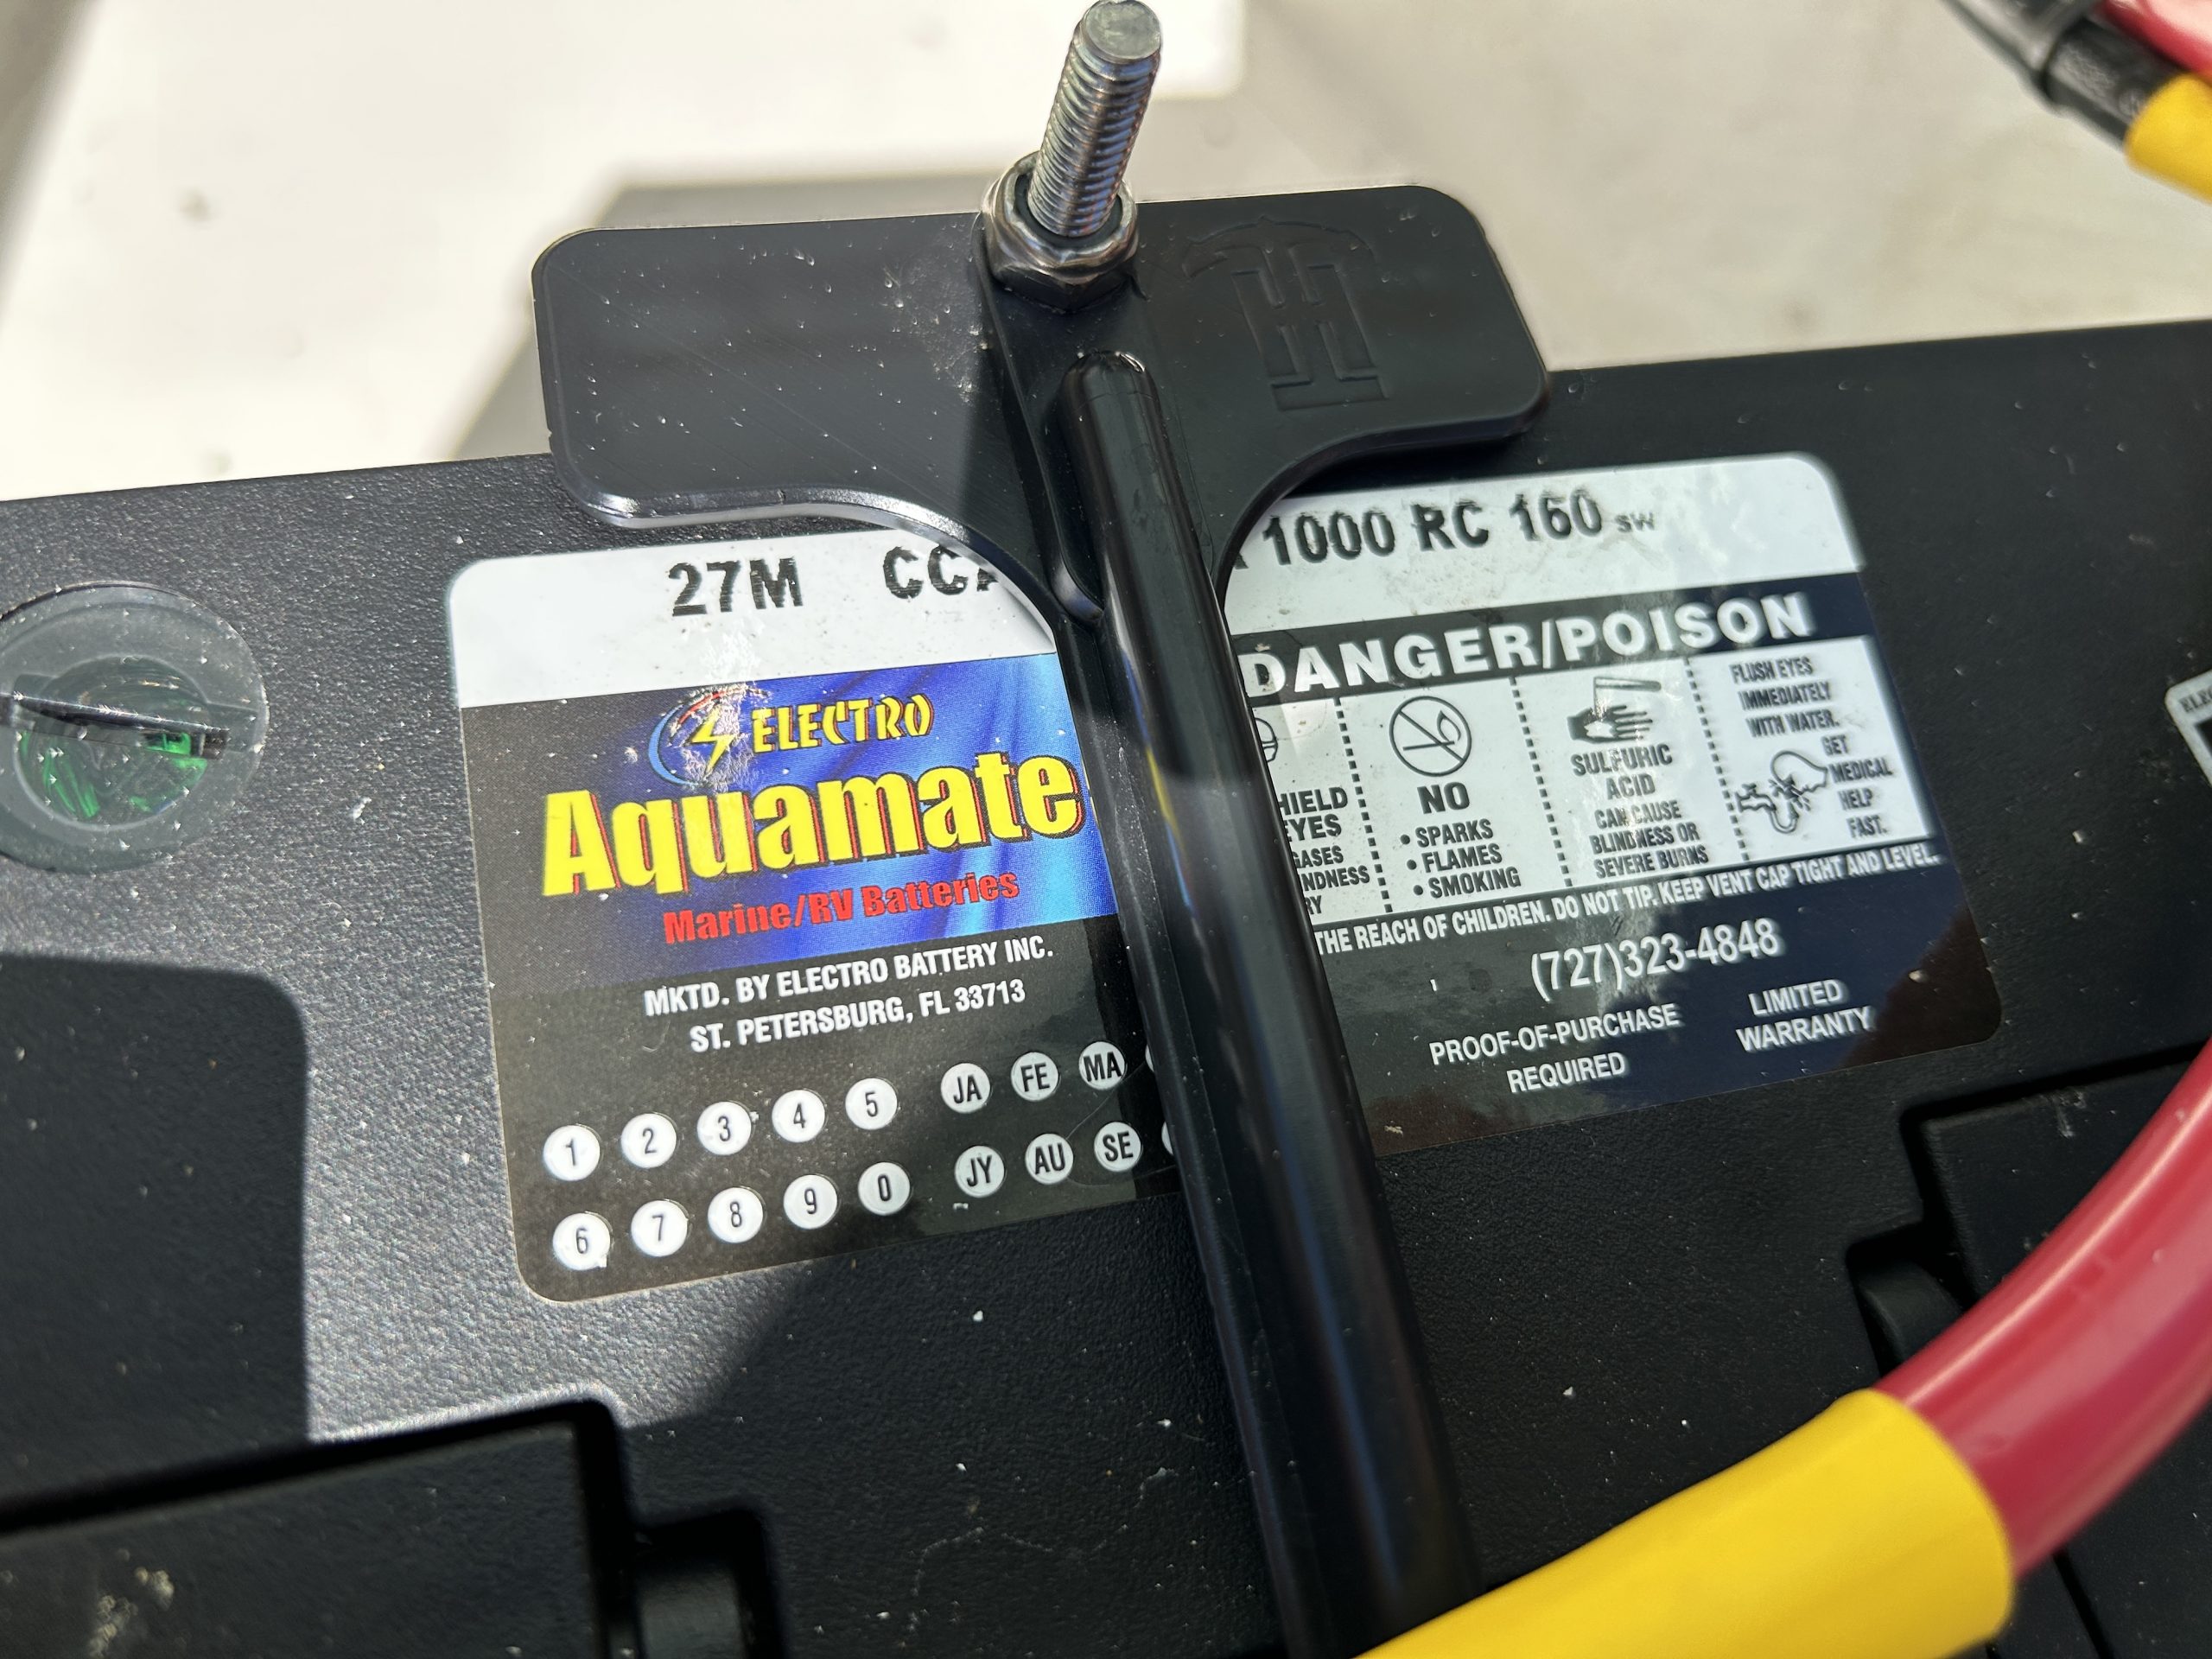 27M CCA
1000 RC 160 SW
ELECTRO
Aquamate
Marine/RV Batteries
MKTD. BY ELECTRO BATTERY INC.
ST. PETERSBURG, FL 33713
1 2 3 4 5 JA FE MA
6 7 8 9 0 JY AU SE
DANGER/POISON
HIELD
EYES
GASES
NDNESS
RY
NO
• SPARKS
• FLAMES
• SMOKING
SULFURIC
ACID
CAN CAUSE
BLINDNESS OR
SEVERE BURNS
FLUSH EYES
IMMEDIATELY
WITH WATER.
GET
MEDICAL
HELP
FAST.
THE REACH OF CHILDREN. DO NOT TIP. KEEP VENT CAP TIGHT AND LEVEL.
(727)323-4848
PROOF-OF-PURCHASE
REQUIRED
LIMITED
WARRANTY